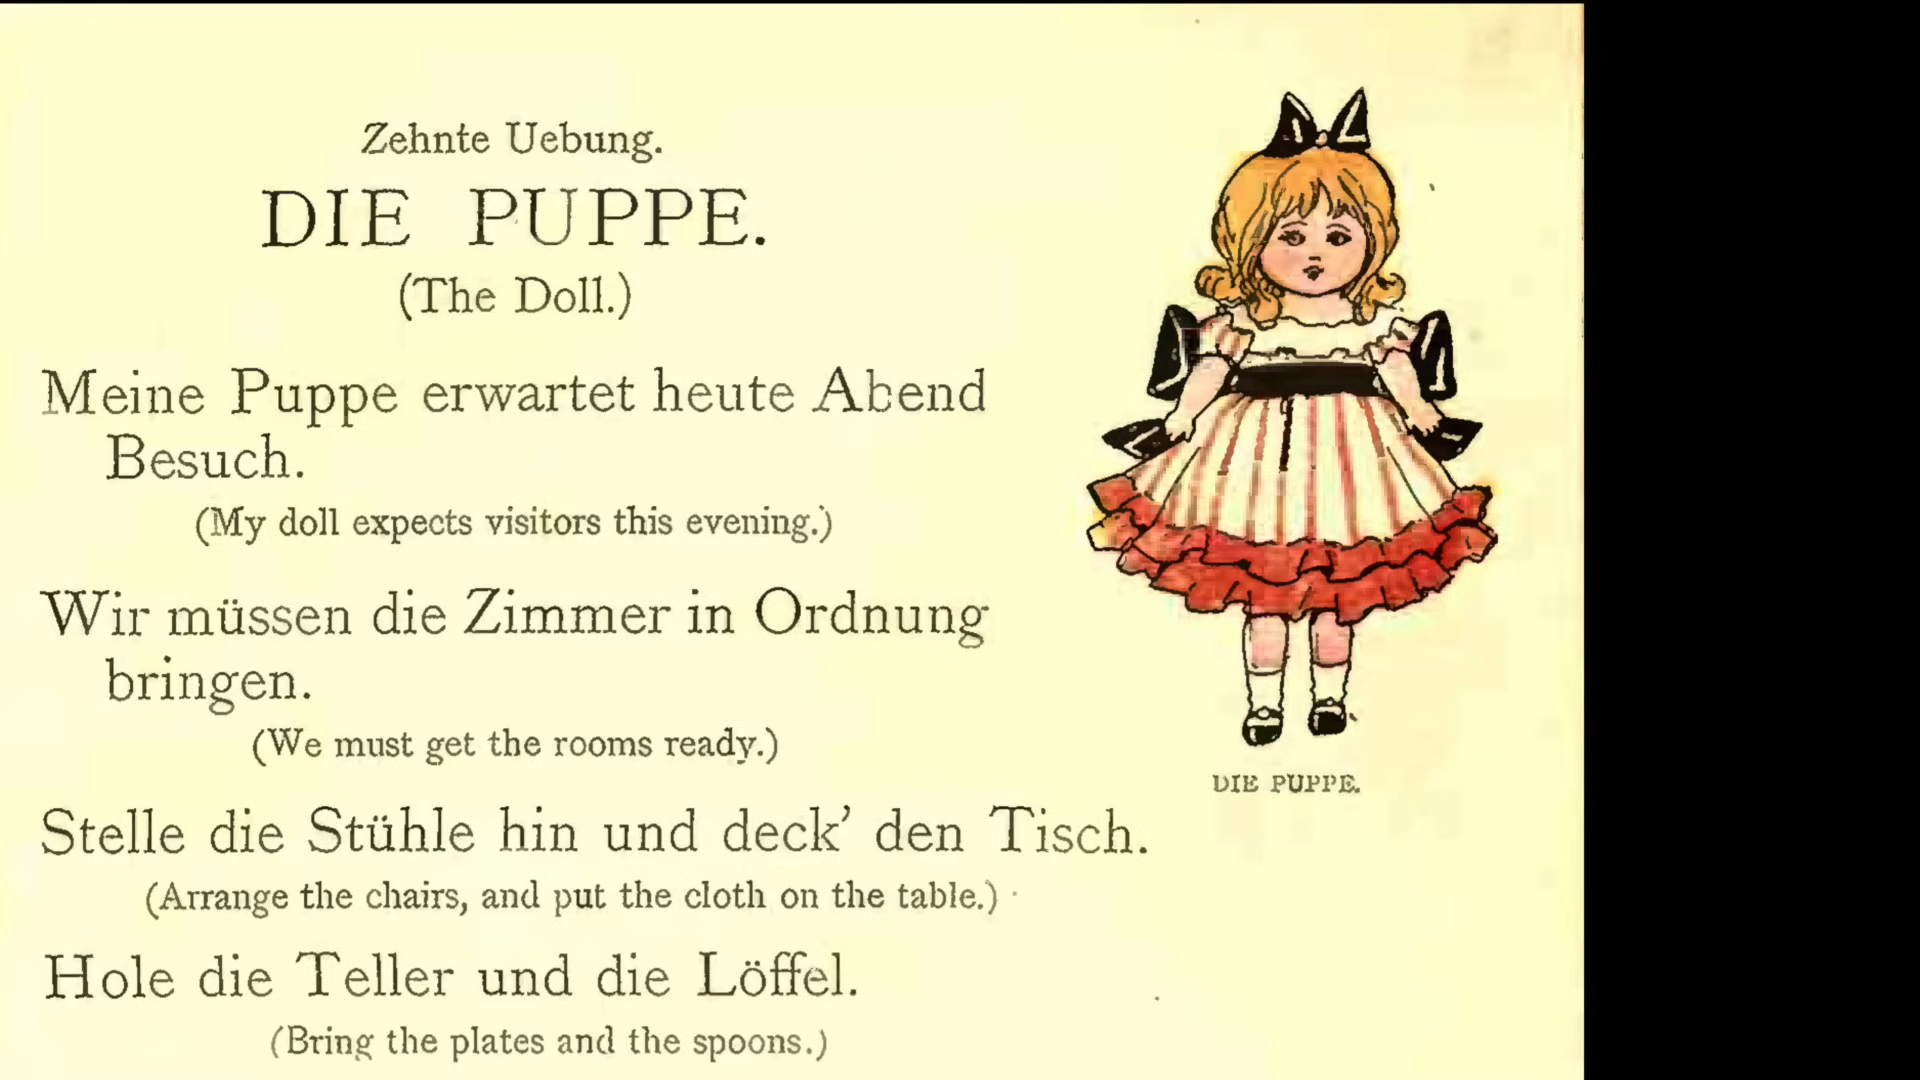 Zehnte Uebung.
DIE PUPPE.
(The Doll.)
Meine Puppe erwartet heute Abend
Besuch.
(My doll expects visitors this evening.)
Wir müssen die Zimmer in Ordnung
bringen.
(We must get the rooms ready.)
DIE PUPPE.
Stelle die Stühle hin und deck’ den Tisch.
(Arrange the chairs, and put the cloth on the table.)
Hole die Teller und die Löffel.
(Bring the plates and the spoons.)